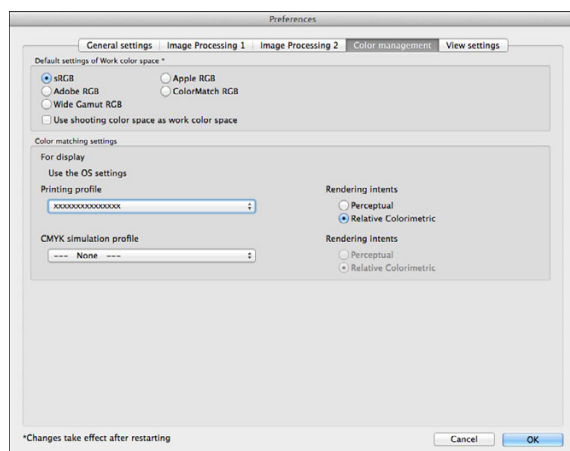 Preferences
General settings Image Processing 1 Image Processing 2 Color management View settings
Default settings of Work color space *
sRGB Apple RGB
Adobe RGB ColorMatch RGB
Wide Gamut RGB
Use shooting color space as work color space
Color matching settings
For display
Use the OS settings
Printing profile Rendering intents
xxxxxxxxxxxxxxx Perceptual
Relative Colorimetric
CMYK simulation profile Rendering intents
--- None --- Perceptual
Relative Colorimetric
*Changes take effect after restarting Cancel OK